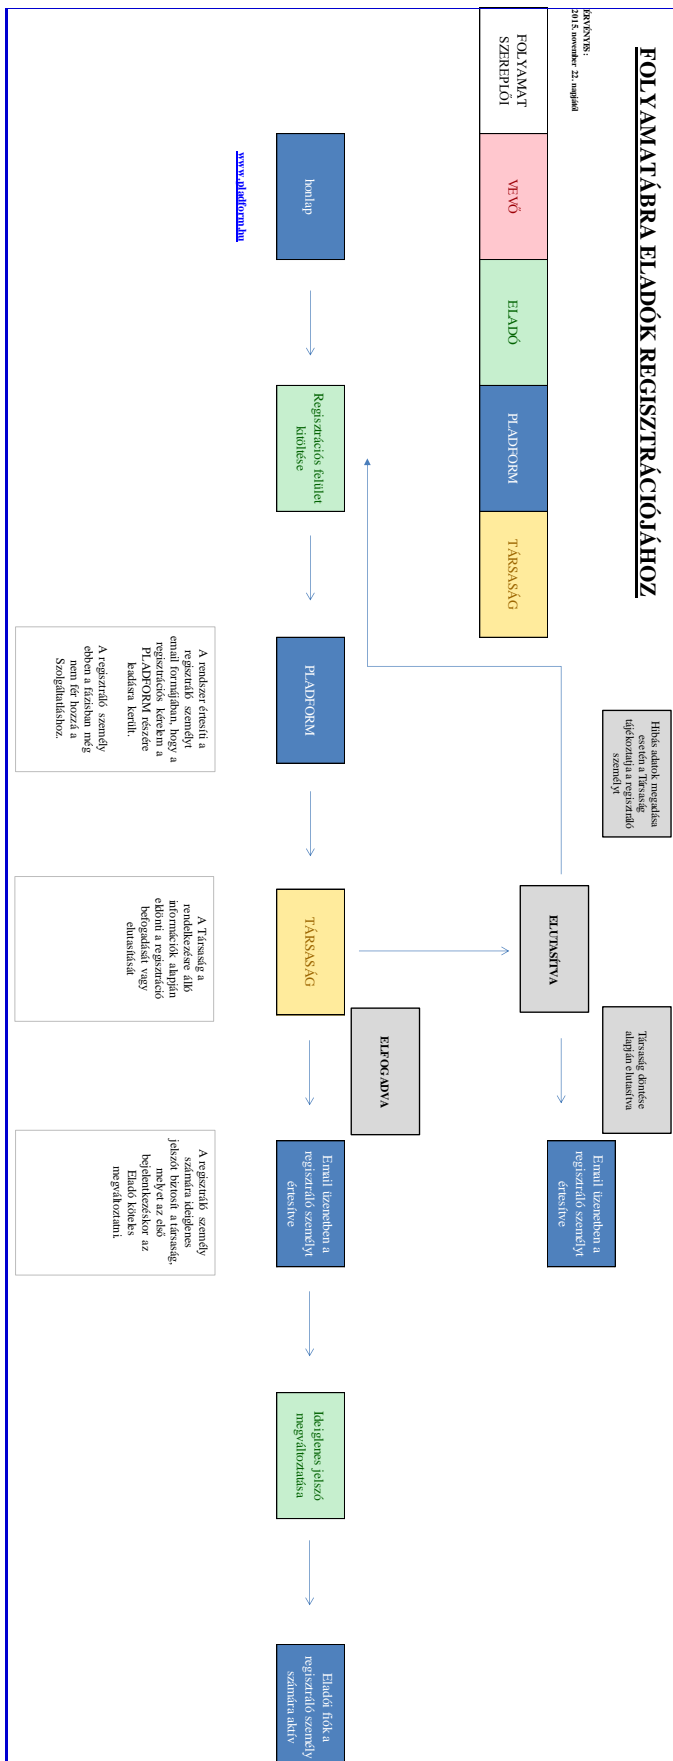 FOLYAMATÁBRA ELADÓK REGISZTRÁCIÓJÁHOZ
ÉRVÉNYES:
2015. november 22. napjától
FOLYAMAT
SZEREPLŐI
VEVŐ
ELADÓ
PLADFORM
TÁRSASÁG
Hibás adatok megadása
esetén a Társaság
tájékoztatja a regisztráló
személyt
Társaság döntése
alapján elutasítva
ELUTASÍTVA
Email üzenetben a
regisztráló személyt
értesítve
ELFOGADVA
honlap
Regisztrációs felület
kitöltése
PLADFORM
TÁRSASÁG
Email üzenetben a
regisztráló személyt
értesítve
Ideiglenes jelszó
megváltoztatása
Eladói fiók a
regisztráló személy
számára aktív
www.pladform.hu
A rendszer értesíti a
regisztráló személyt
email formájában, hogy a
regisztrációs kérelem a
PLADFORM részére
leadásra került.
A regisztráló személy
ebben a fázisban még
nem fér hozzá a
Szolgáltatáshoz.
A Társaság a
rendelkezésre álló
információk alapján
eldönti a regisztráció
befogadását vagy
elutasítását
A regisztráló személy
számára ideiglenes
jelszót biztosít a társaság,
melyet az első
bejelentkezéskor az
Eladó köteles
megváltoztatni.